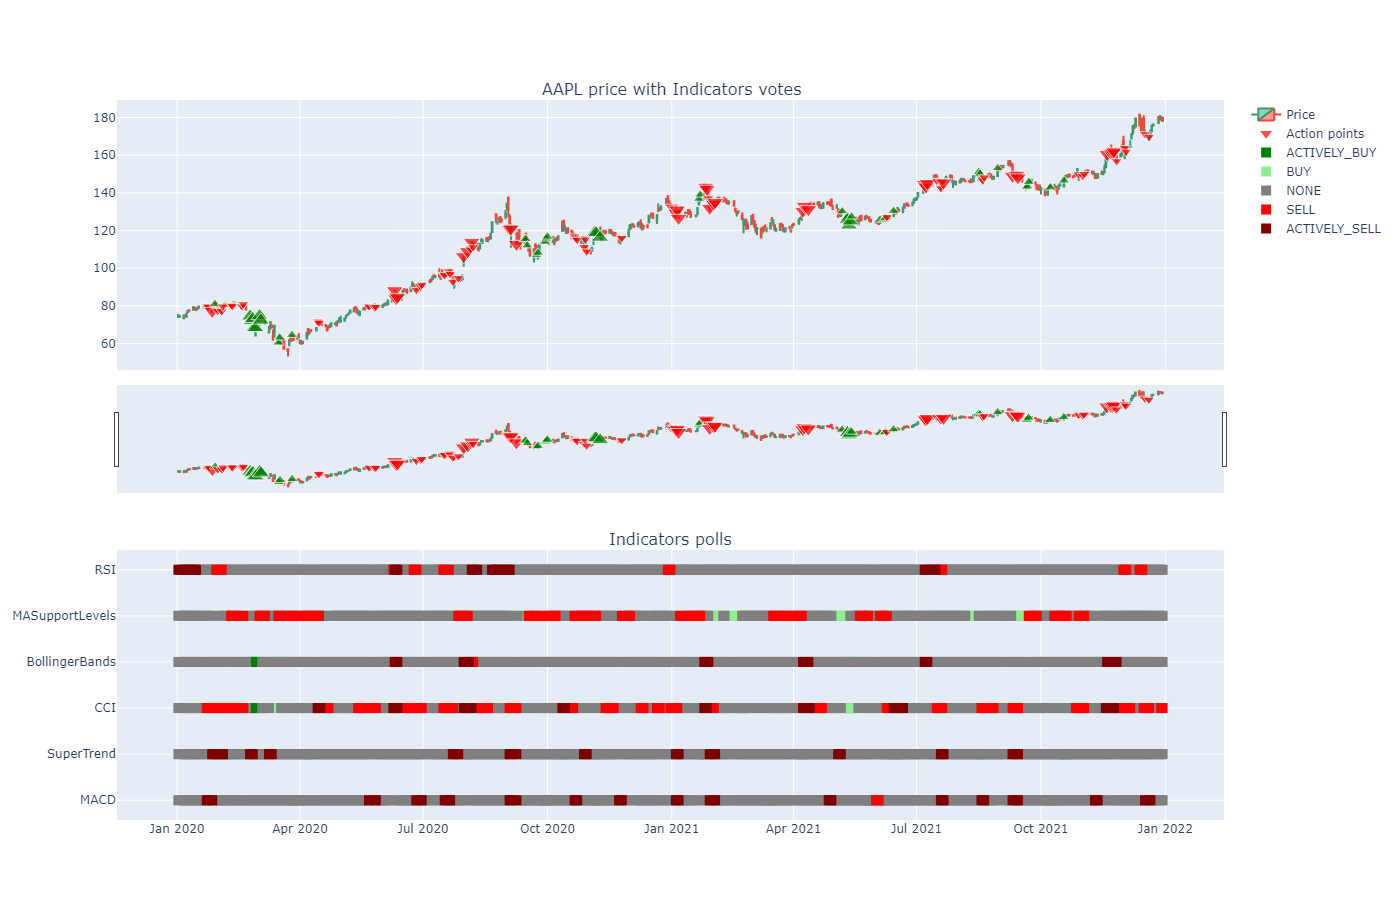 AAPL price with Indicators votes
180
160
140
120
100
80
60
Price
Action points
ACTIVELY_BUY
BUY
NONE
SELL
ACTIVELY_SELL
Indicators polls
RSI
MASupportLevels
BollingerBands
CCI
SuperTrend
MACD
Jan 2020 Apr 2020 Jul 2020 Oct 2020 Jan 2021 Apr 2021 Jul 2021 Oct 2021 Jan 2022